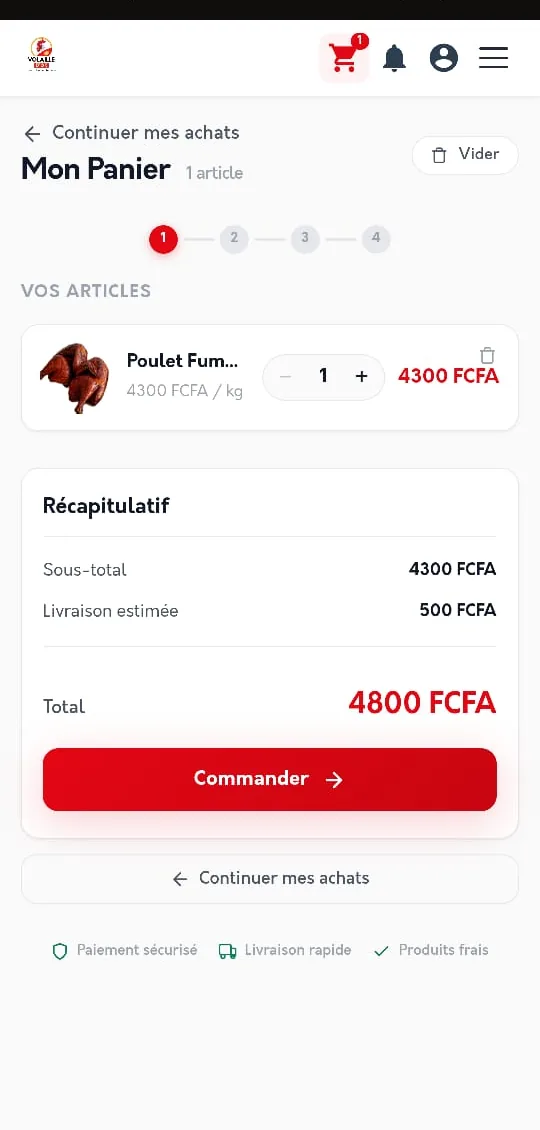 VOLAILLE
1
Continuer mes achats
Mon Panier 1 article
Vider
1 2 3 4
VOS ARTICLES
Poulet Fum...
4300 FCFA / kg
− 1 +
4300 FCFA
Récapitulatif
Sous-total 4300 FCFA
Livraison estimée 500 FCFA
Total 4800 FCFA
Commander →
← Continuer mes achats
Paiement sécurisé Livraison rapide Produits frais